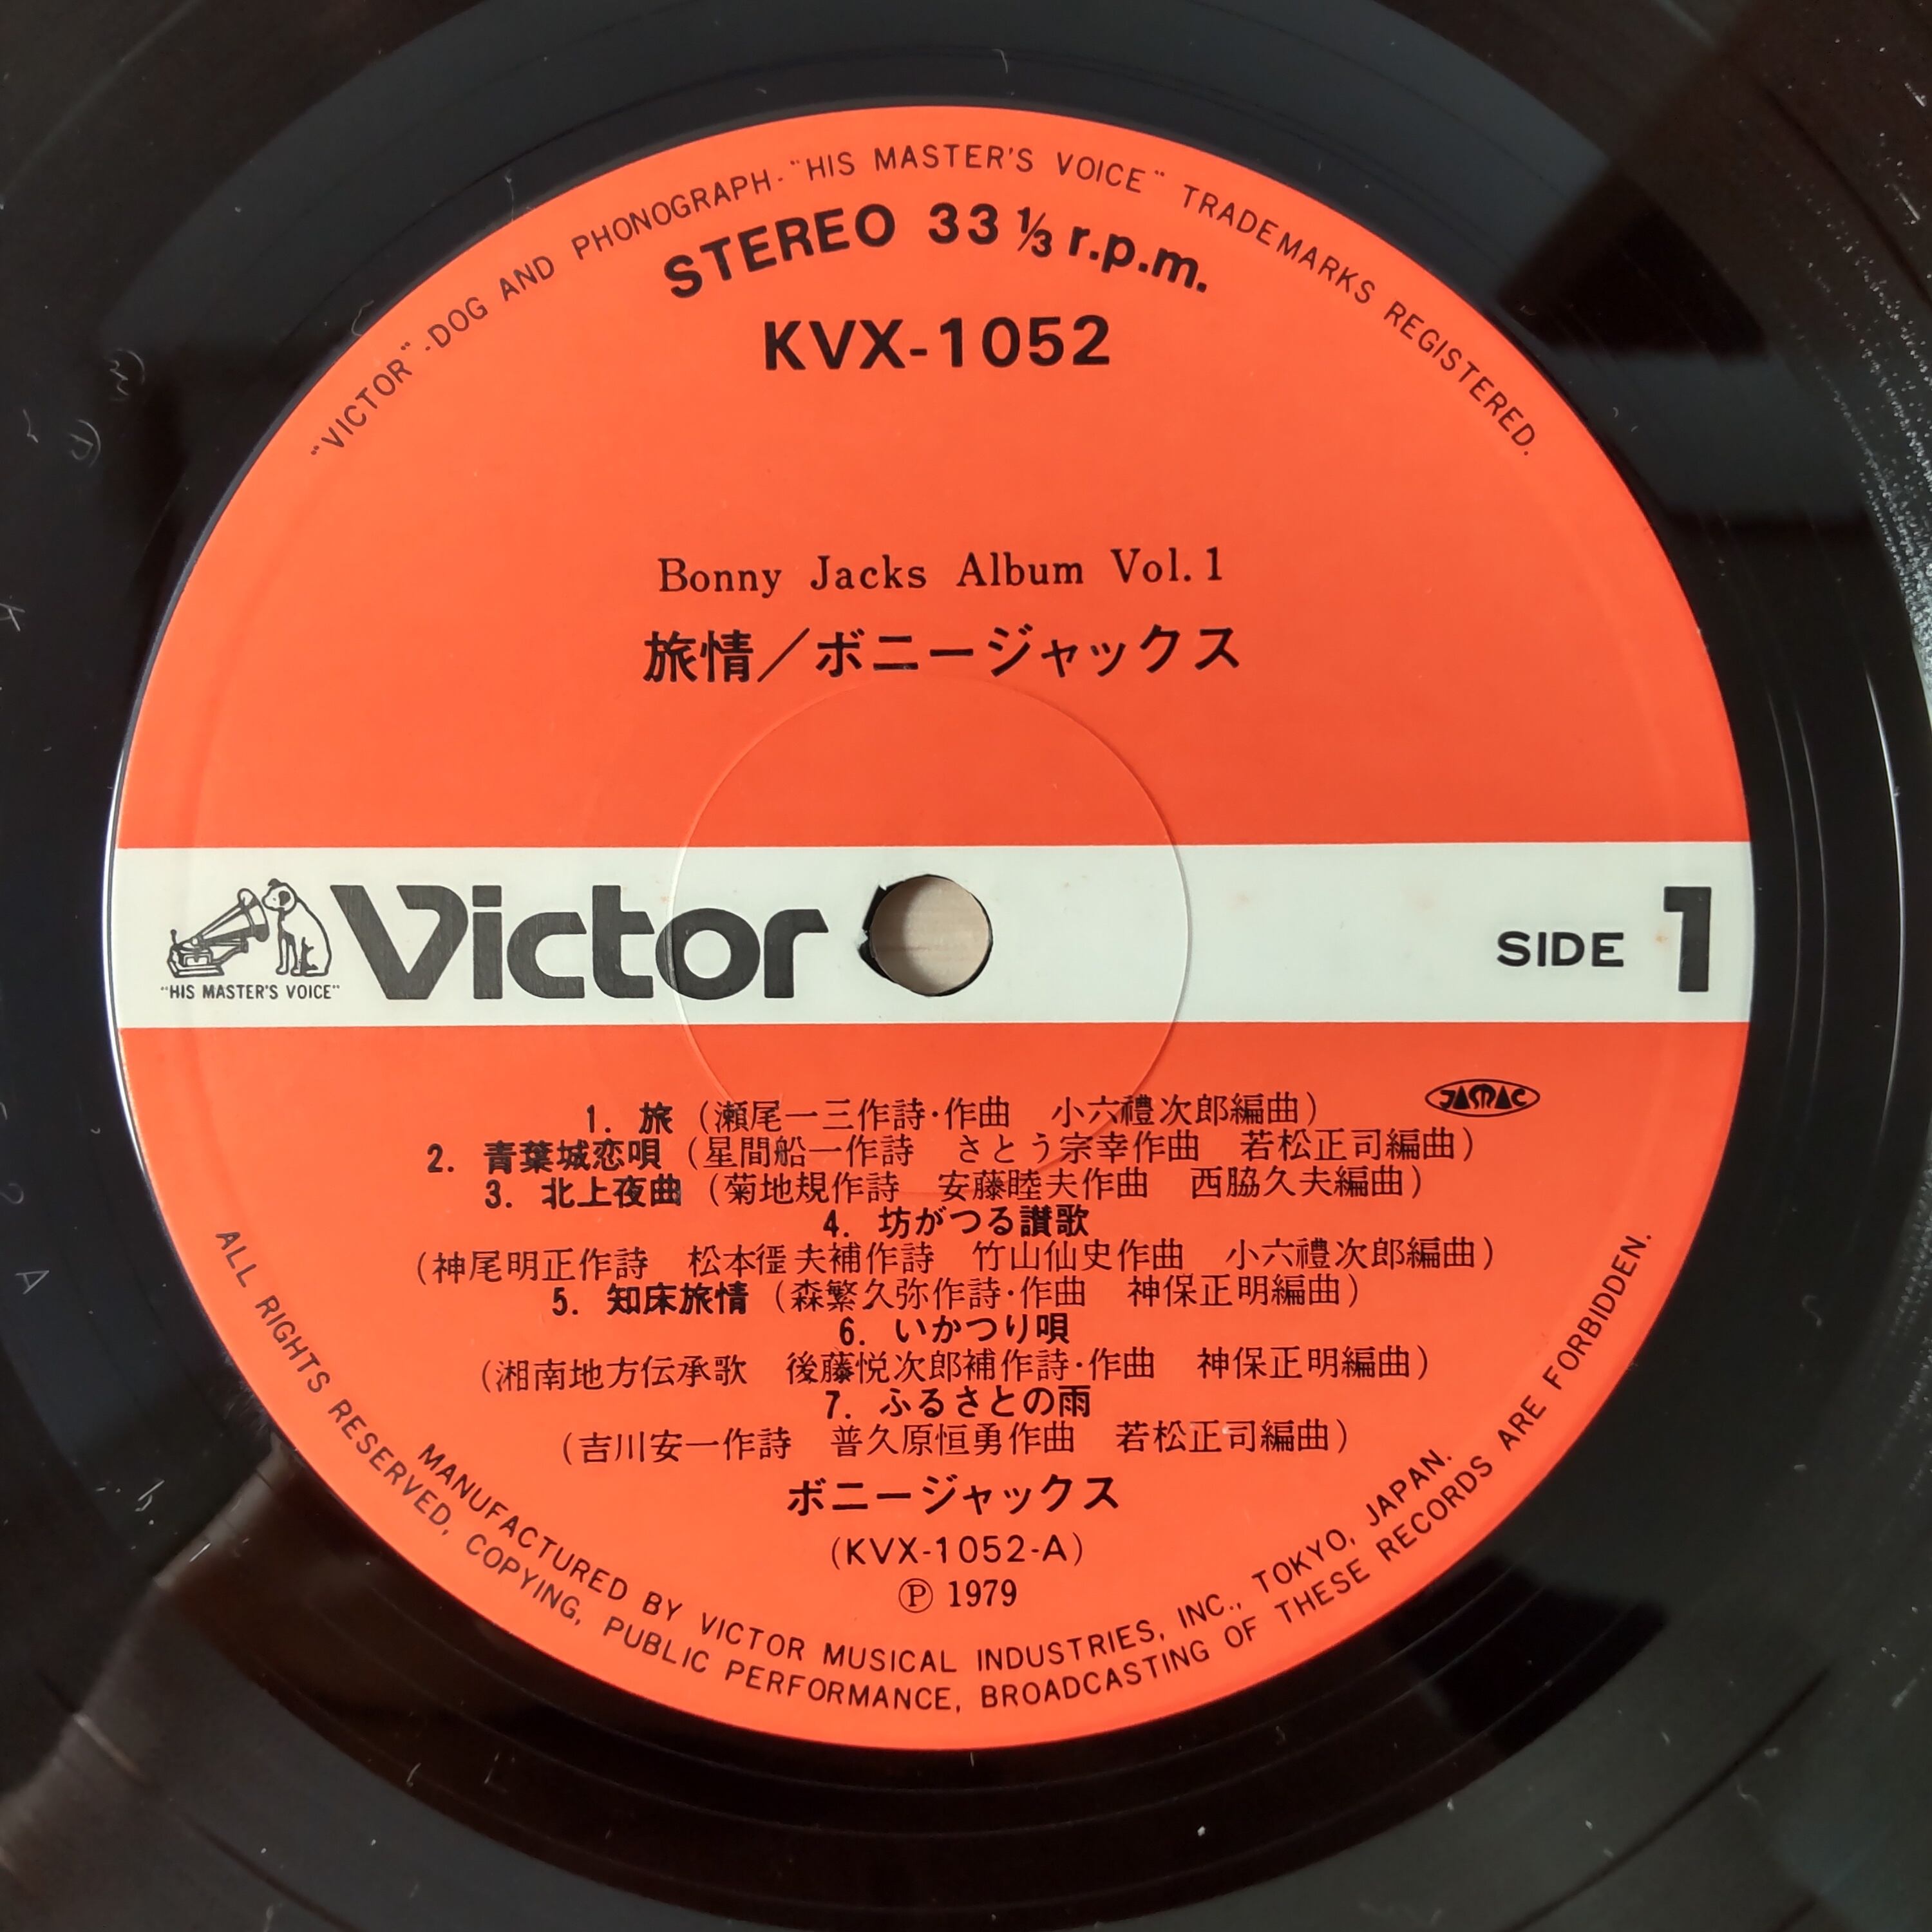 "VICTOR"-DOG AND PHONOGRAPH-"HIS MASTER'S VOICE" TRADEMARKS REGISTERED.
STEREO 33 ⅓ r.p.m.
KVX-1052
Bonny Jacks Album Vol.1
旅情／ボニージャックス
Victor
"HIS MASTER'S VOICE"
SIDE 1
JASRAC
1. 旅（瀬尾一三作詩・作曲　小六禮次郎編曲）
2. 青葉城恋唄（星間船一作詩　さとう宗幸作曲　若松正司編曲）
3. 北上夜曲（菊地規作詩　安藤睦夫作曲　西脇久夫編曲）
4. 坊がつる讃歌
（神尾明正作詩　松本徰夫補作詩　竹山仙史作曲　小六禮次郎編曲）
5. 知床旅情（森繁久弥作詩・作曲　神保正明編曲）
6. いかつり唄
（湘南地方伝承歌　後藤悦次郎補作詩・作曲　神保正明編曲）
7. ふるさとの雨
（吉川安一作詩　普久原恒勇作曲　若松正司編曲）
ボニージャックス
(KVX-1052-A)
Ⓟ 1979
MANUFACTURED BY VICTOR MUSICAL INDUSTRIES, INC., TOKYO, JAPAN.
ALL RIGHTS RESERVED, COPYING, PUBLIC PERFORMANCE, BROADCASTING OF THESE RECORDS ARE FORBIDDEN.